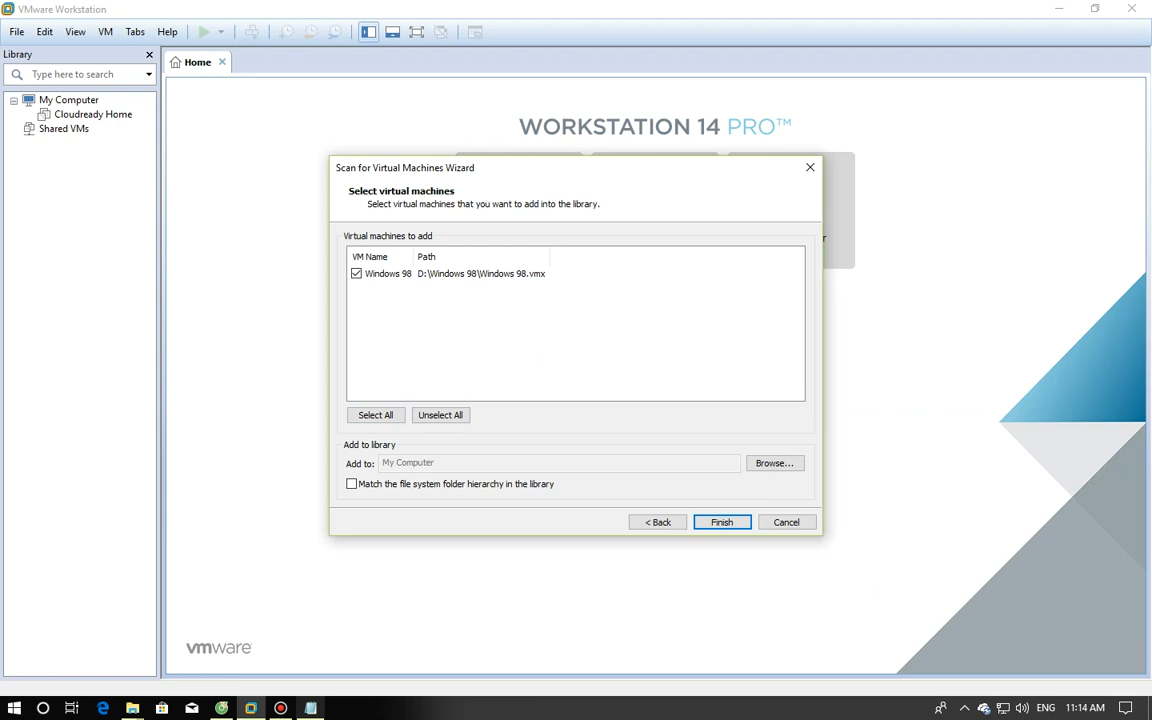 VMware Workstation
File Edit View VM Tabs Help
Library
Type here to search
My Computer
Cloudready Home
Shared VMs
Home
WORKSTATION 14 PRO™
Scan for Virtual Machines Wizard
Select virtual machines
Select virtual machines that you want to add into the library.
Virtual machines to add
VM Name Path
Windows 98 D:\Windows 98\Windows 98.vmx
Select All Unselect All
Add to library
Add to: My Computer Browse...
Match the file system folder hierarchy in the library
< Back Finish Cancel
vmware
ENG 11:14 AM